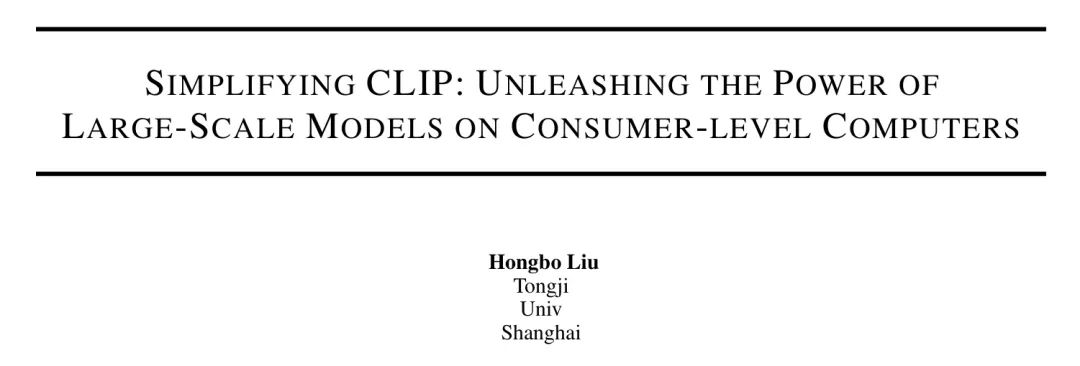 SIMPLIFYING CLIP: UNLEASHING THE POWER OF
LARGE-SCALE MODELS ON CONSUMER-LEVEL COMPUTERS
Hongbo Liu
Tongji
Univ
Shanghai